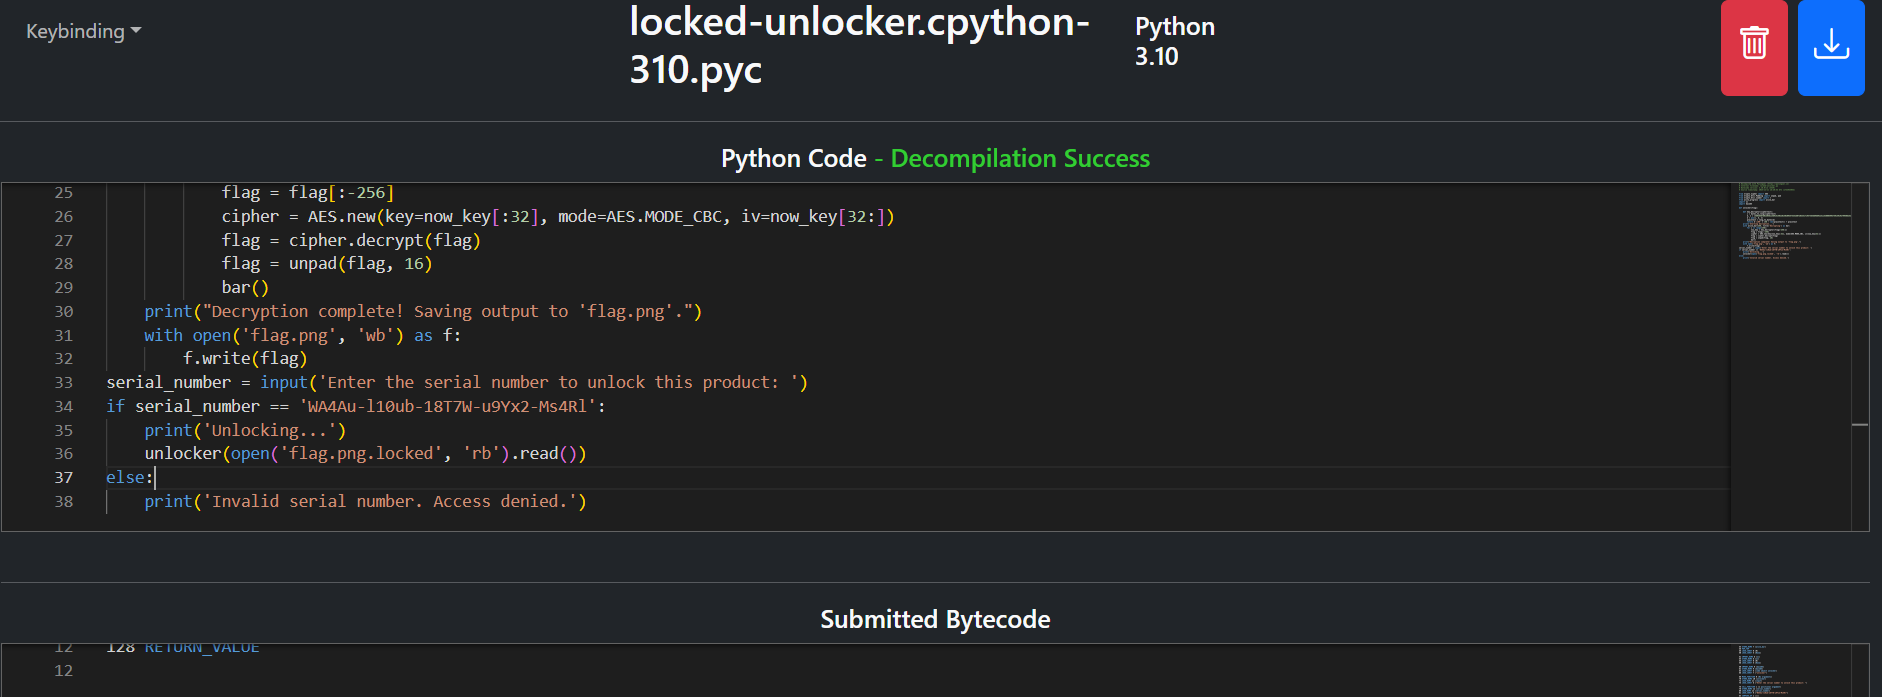 Keybinding
locked-unlocker.cpython-
310.pyc
Python
3.10
Python Code - Decompilation Success
25 flag = flag[:-256]
26 cipher = AES.new(key=now_key[:32], mode=AES.MODE_CBC, iv=now_key[32:])
27 flag = cipher.decrypt(flag)
28 flag = unpad(flag, 16)
29 bar()
30 print("Decryption complete! Saving output to 'flag.png'.")
31 with open('flag.png', 'wb') as f:
32 f.write(flag)
33 serial_number = input('Enter the serial number to unlock this product: ')
34 if serial_number == 'WA4Au-l10ub-18T7W-u9Yx2-Ms4Rl':
35 print('Unlocking...')
36 unlocker(open('flag.png.locked', 'rb').read())
37 else:
38 print('Invalid serial number. Access denied.')
Submitted Bytecode
12 128 RETURN_VALUE
12